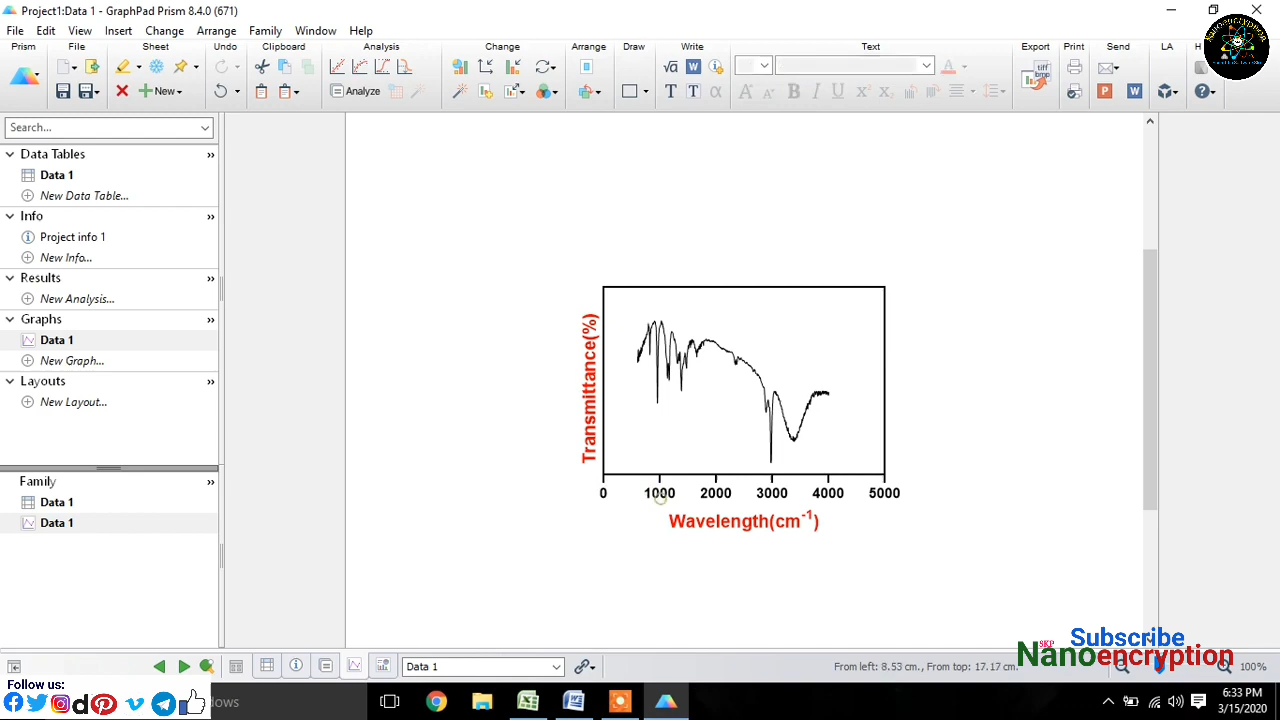 Project1:Data 1 - GraphPad Prism 8.4.0 (671)
File Edit View Insert Change Arrange Family Window Help
Prism File Sheet Undo Clipboard Analysis Change Arrange Draw Write Text Export Print Send LA H
New Analyze
tiff
bmp
Search...
Data Tables
Data 1
New Data Table...
Info
Project info 1
New Info...
Results
New Analysis...
Graphs
Data 1
New Graph...
Layouts
New Layout...
Family
Data 1
Data 1
Transmittance(%)
0 1000 2000 3000 4000 5000
Wavelength(cm-1)
Nanoencryption
Subscribe
SKP
Nanoencryption
Data 1
From left: 8.53 cm., From top: 17.17 cm.
100%
Follow us:
dows
6:33 PM
3/15/2020